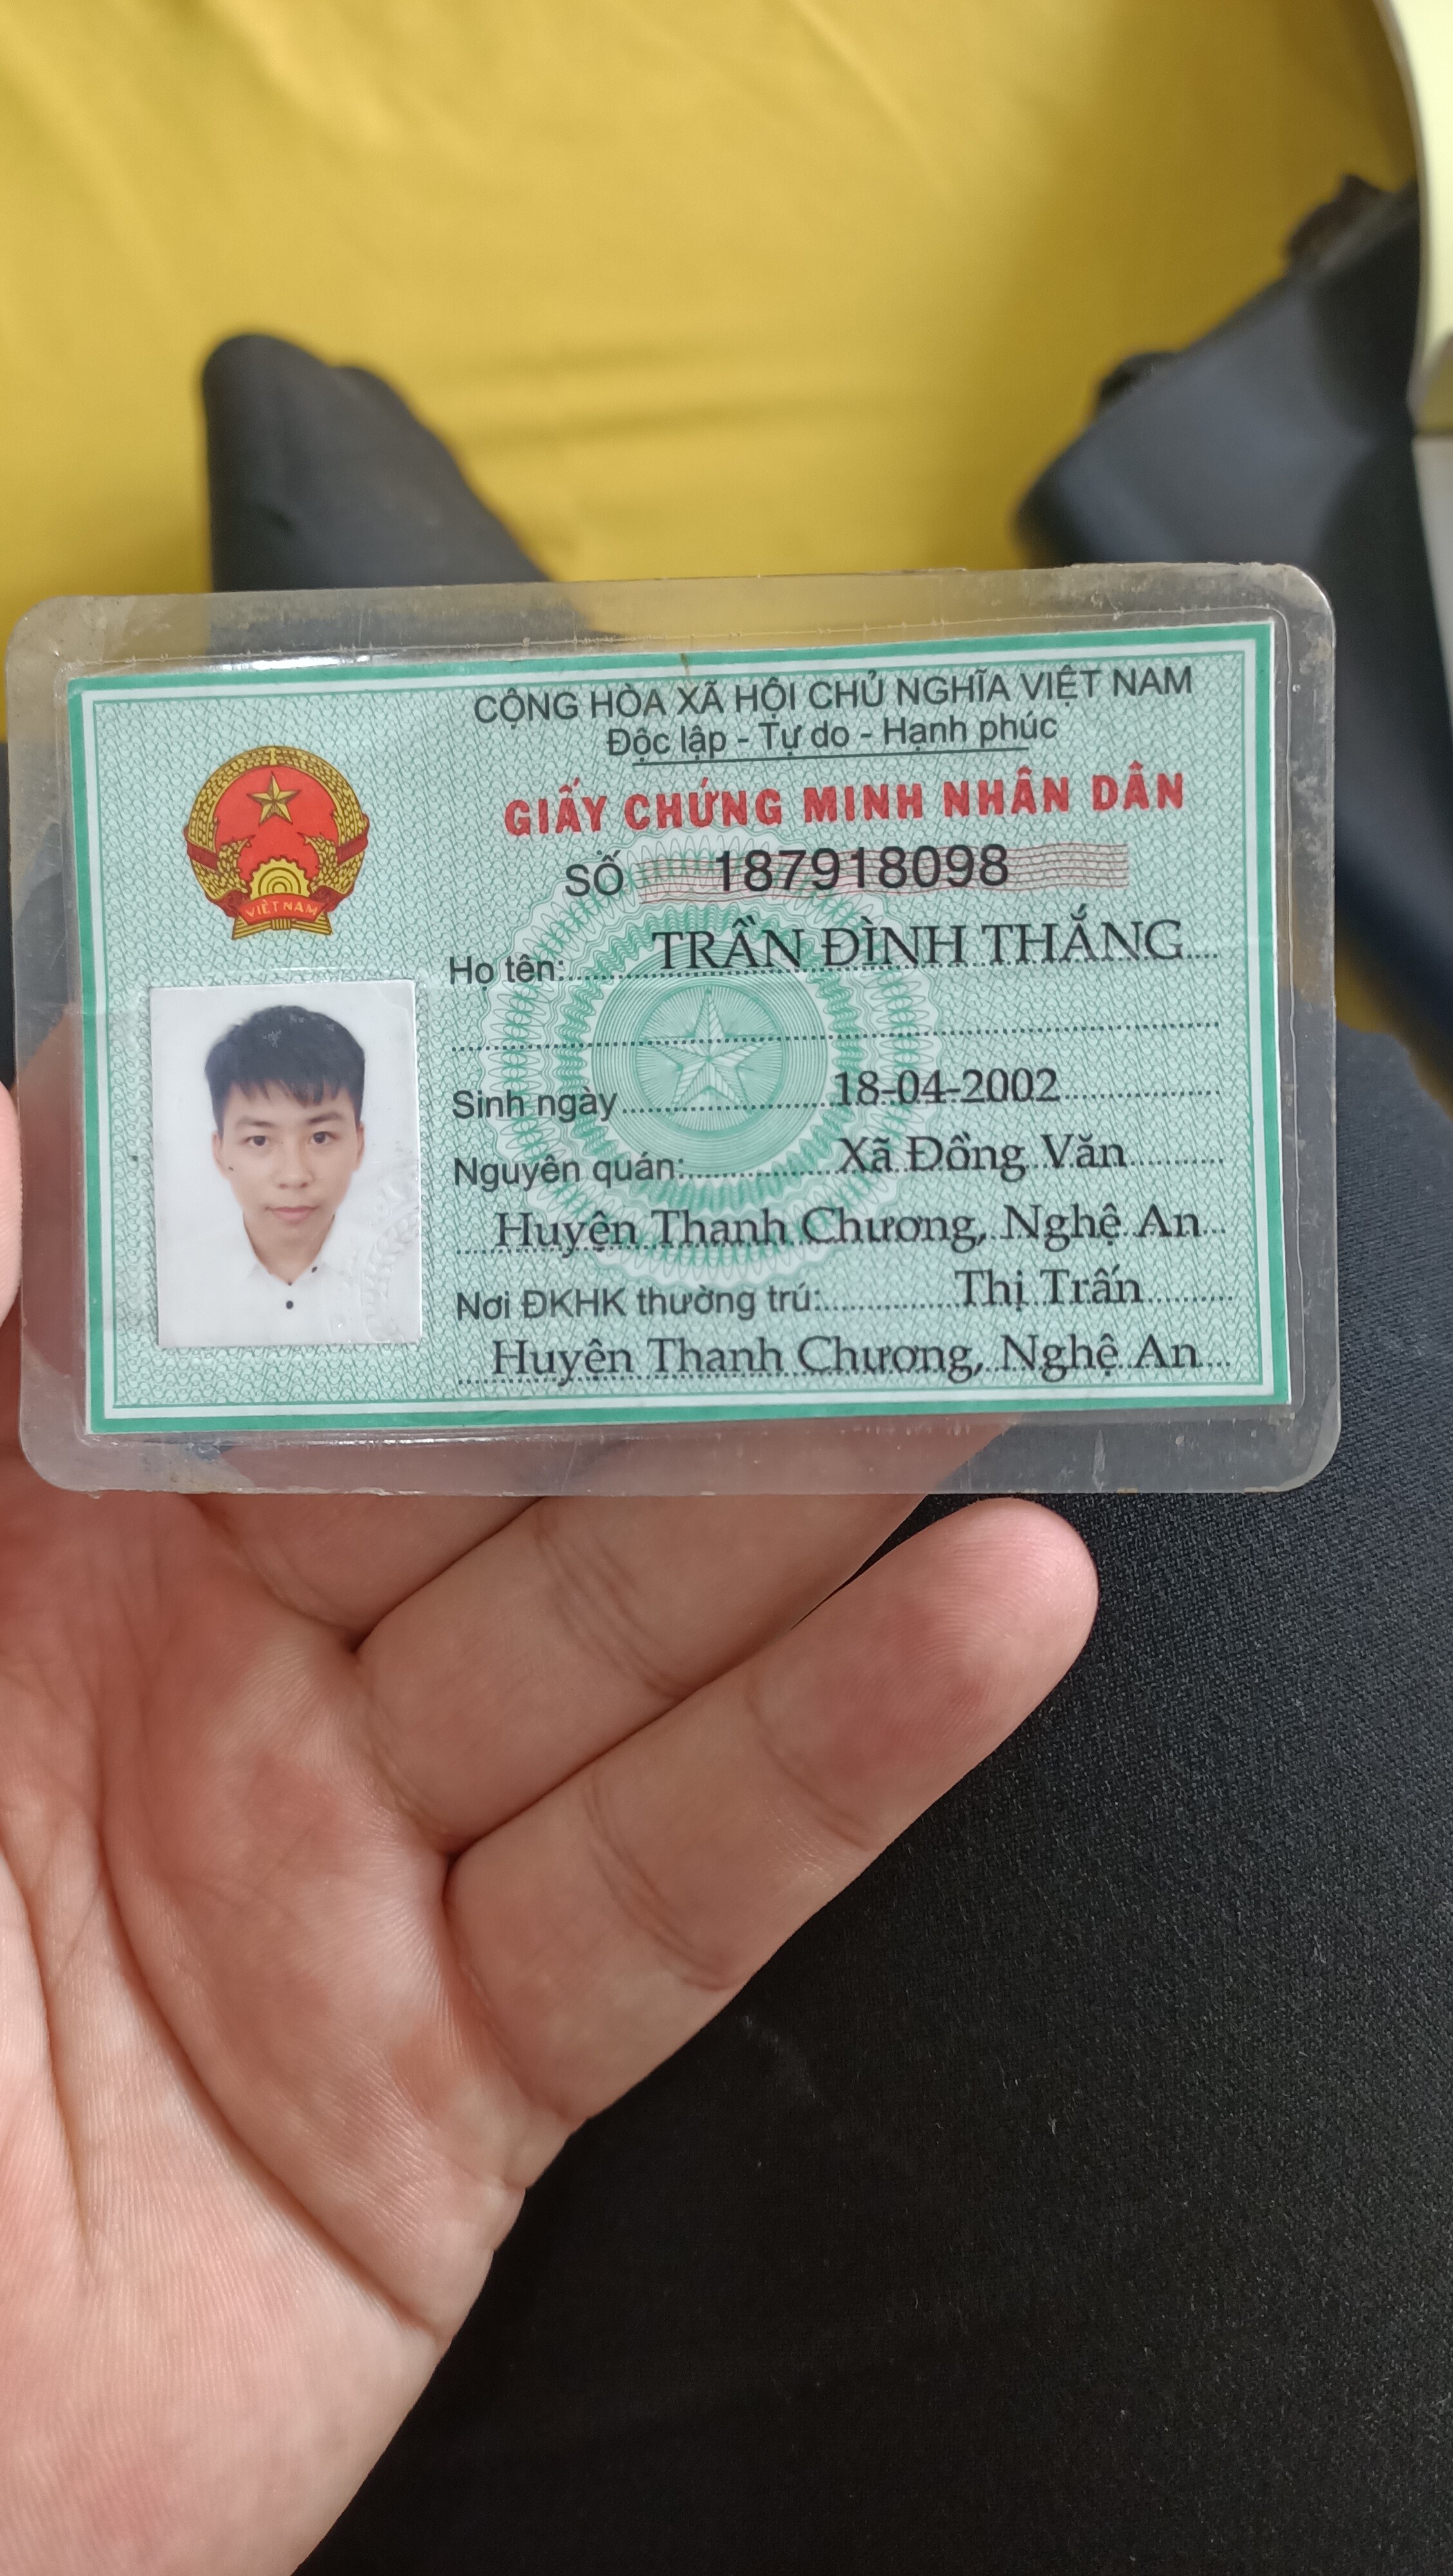 CỘNG HÒA XÃ HỘI CHỦ NGHĨA VIỆT NAM
Độc lập - Tự do - Hạnh phúc
GIẤY CHỨNG MINH NHÂN DÂN
SỐ 187918098
Họ tên: TRẦN ĐÌNH THẮNG
Sinh ngày 18-04-2002
Nguyên quán: Xã Đồng Văn
Huyện Thanh Chương, Nghệ An
Nơi ĐKHK thường trú: Thị Trấn
Huyện Thanh Chương, Nghệ An
VIỆT NAM